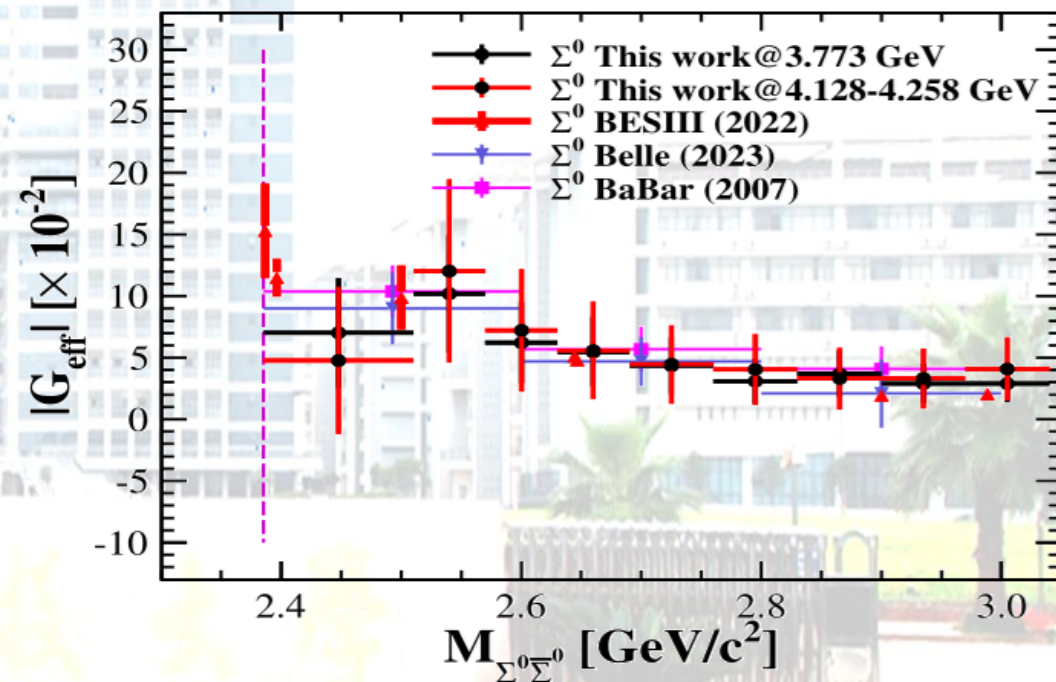 Σ⁰ This work@3.773 GeV
Σ⁰ This work@4.128-4.258 GeV
Σ⁰ BESIII (2022)
Σ⁰ Belle (2023)
Σ⁰ BaBar (2007)
|G_eff| [× 10⁻²]
30
25
20
15
10
5
0
-5
-10
2.4 2.6 2.8 3.0
M_Σ⁰Σ̅⁰ [GeV/c²]